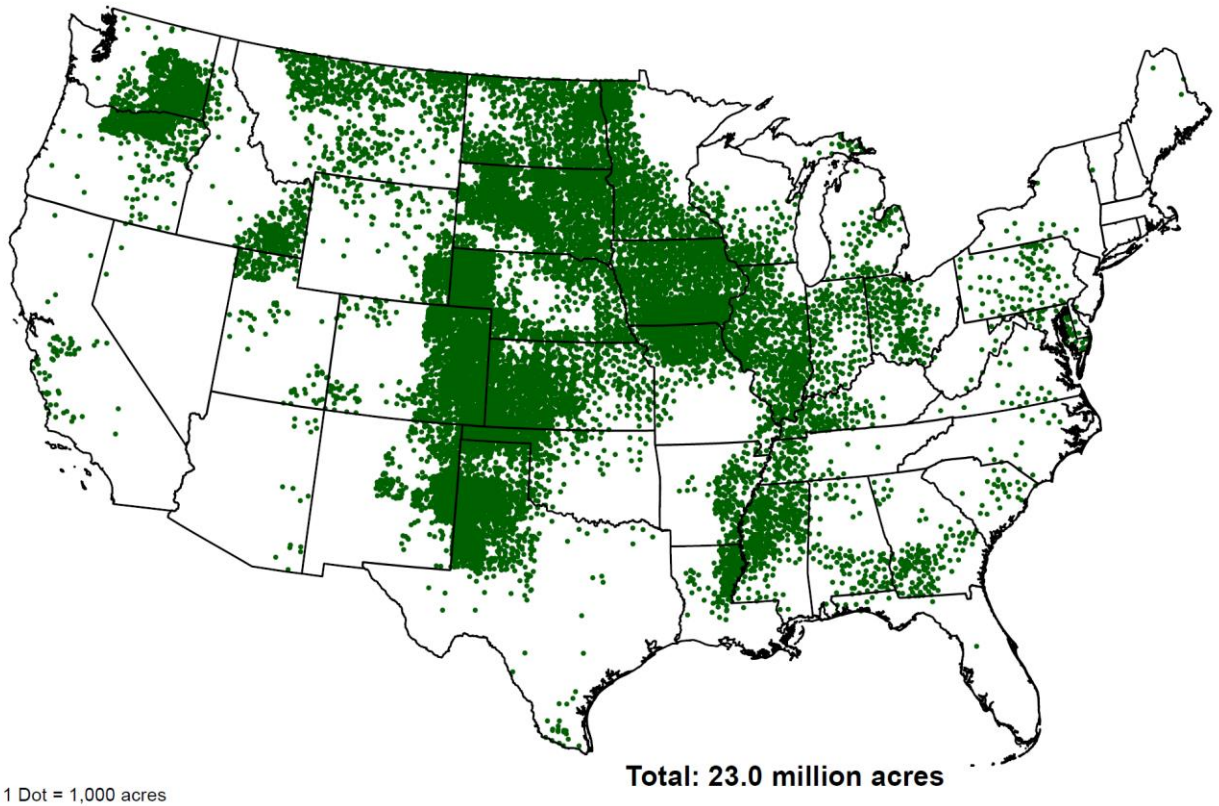 Total: 23.0 million acres
1 Dot = 1,000 acres